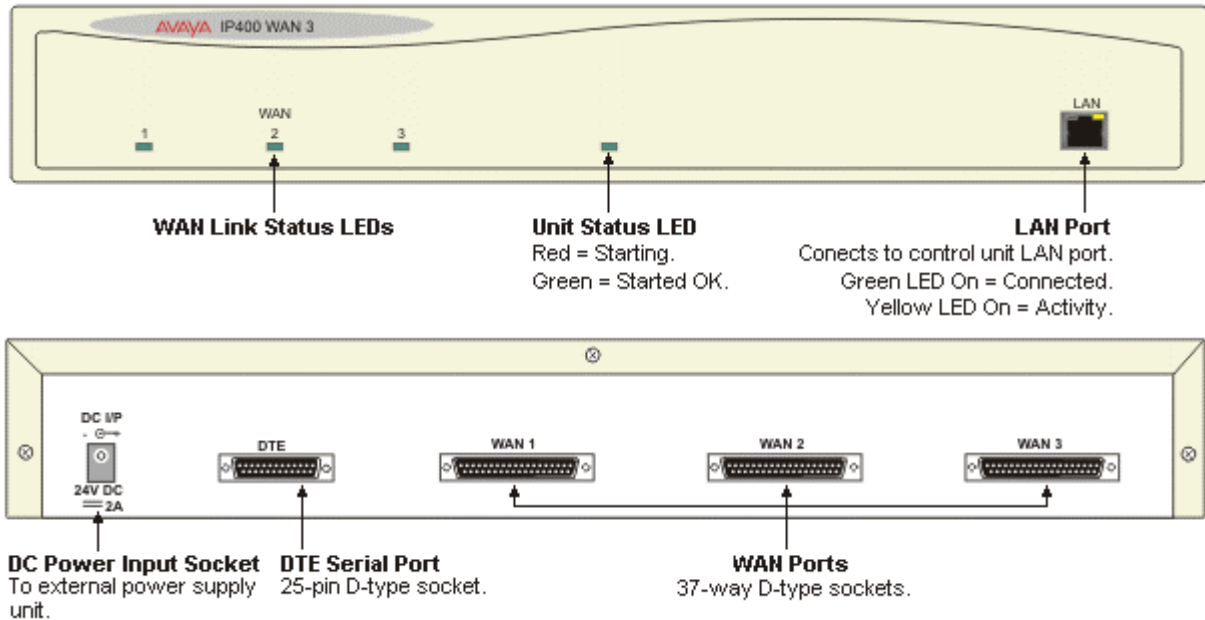 AVAYA IP400 WAN 3
WAN
1 2 3
LAN
WAN Link Status LEDs
Unit Status LED
Red = Starting.
Green = Started OK.
LAN Port
Conects to control unit LAN port.
Green LED On = Connected.
Yellow LED On = Activity.
DC I/P
- +
24V DC
2A
DTE
WAN 1
WAN 2
WAN 3
DC Power Input Socket
To external power supply
unit.
DTE Serial Port
25-pin D-type socket.
WAN Ports
37-way D-type sockets.